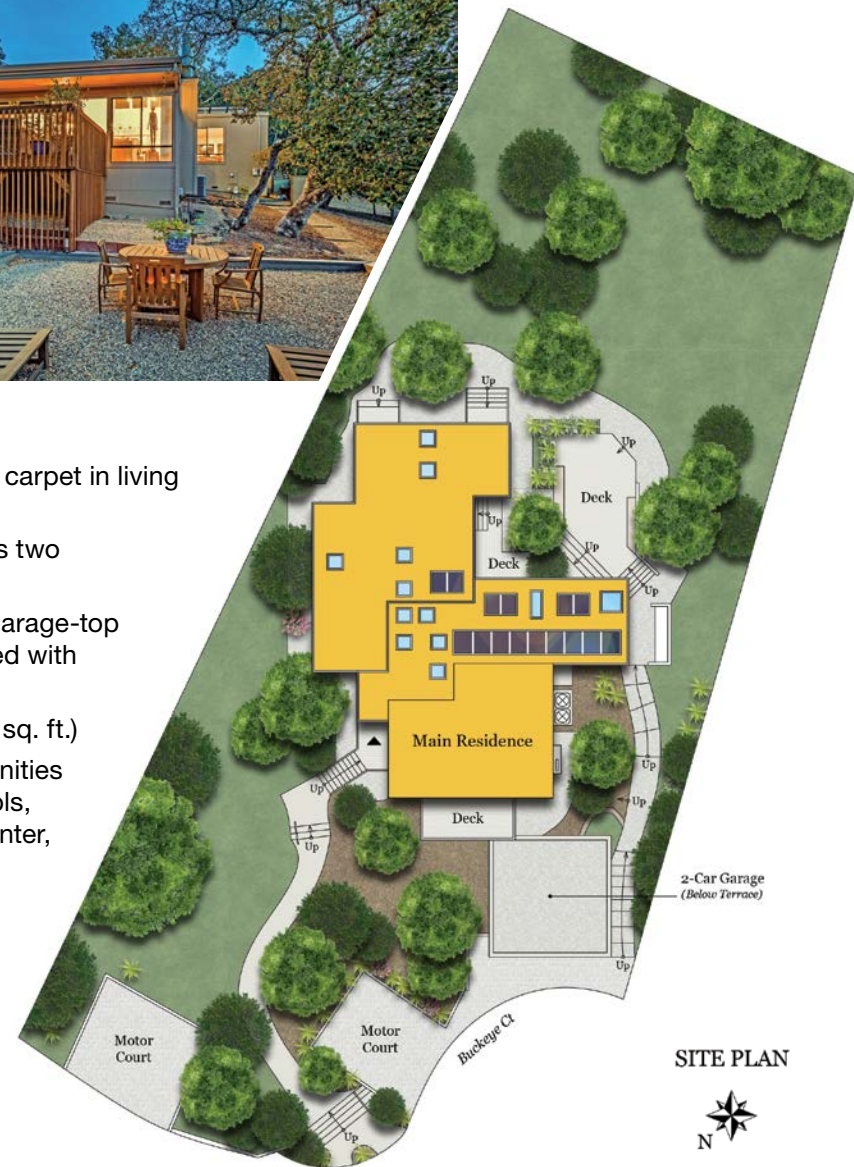 carpet in living
s two
arage-top
ed with
sq. ft.)
nities
ols,
nter,
Up
Up
Up
Deck
Up
Up
Deck
Up
Main Residence
Up
Up
Up
Up
Deck
2-Car Garage
(Below Terrace)
Up
Motor
Court
Motor
Court
Buckeye Ct
Up
SITE PLAN
N